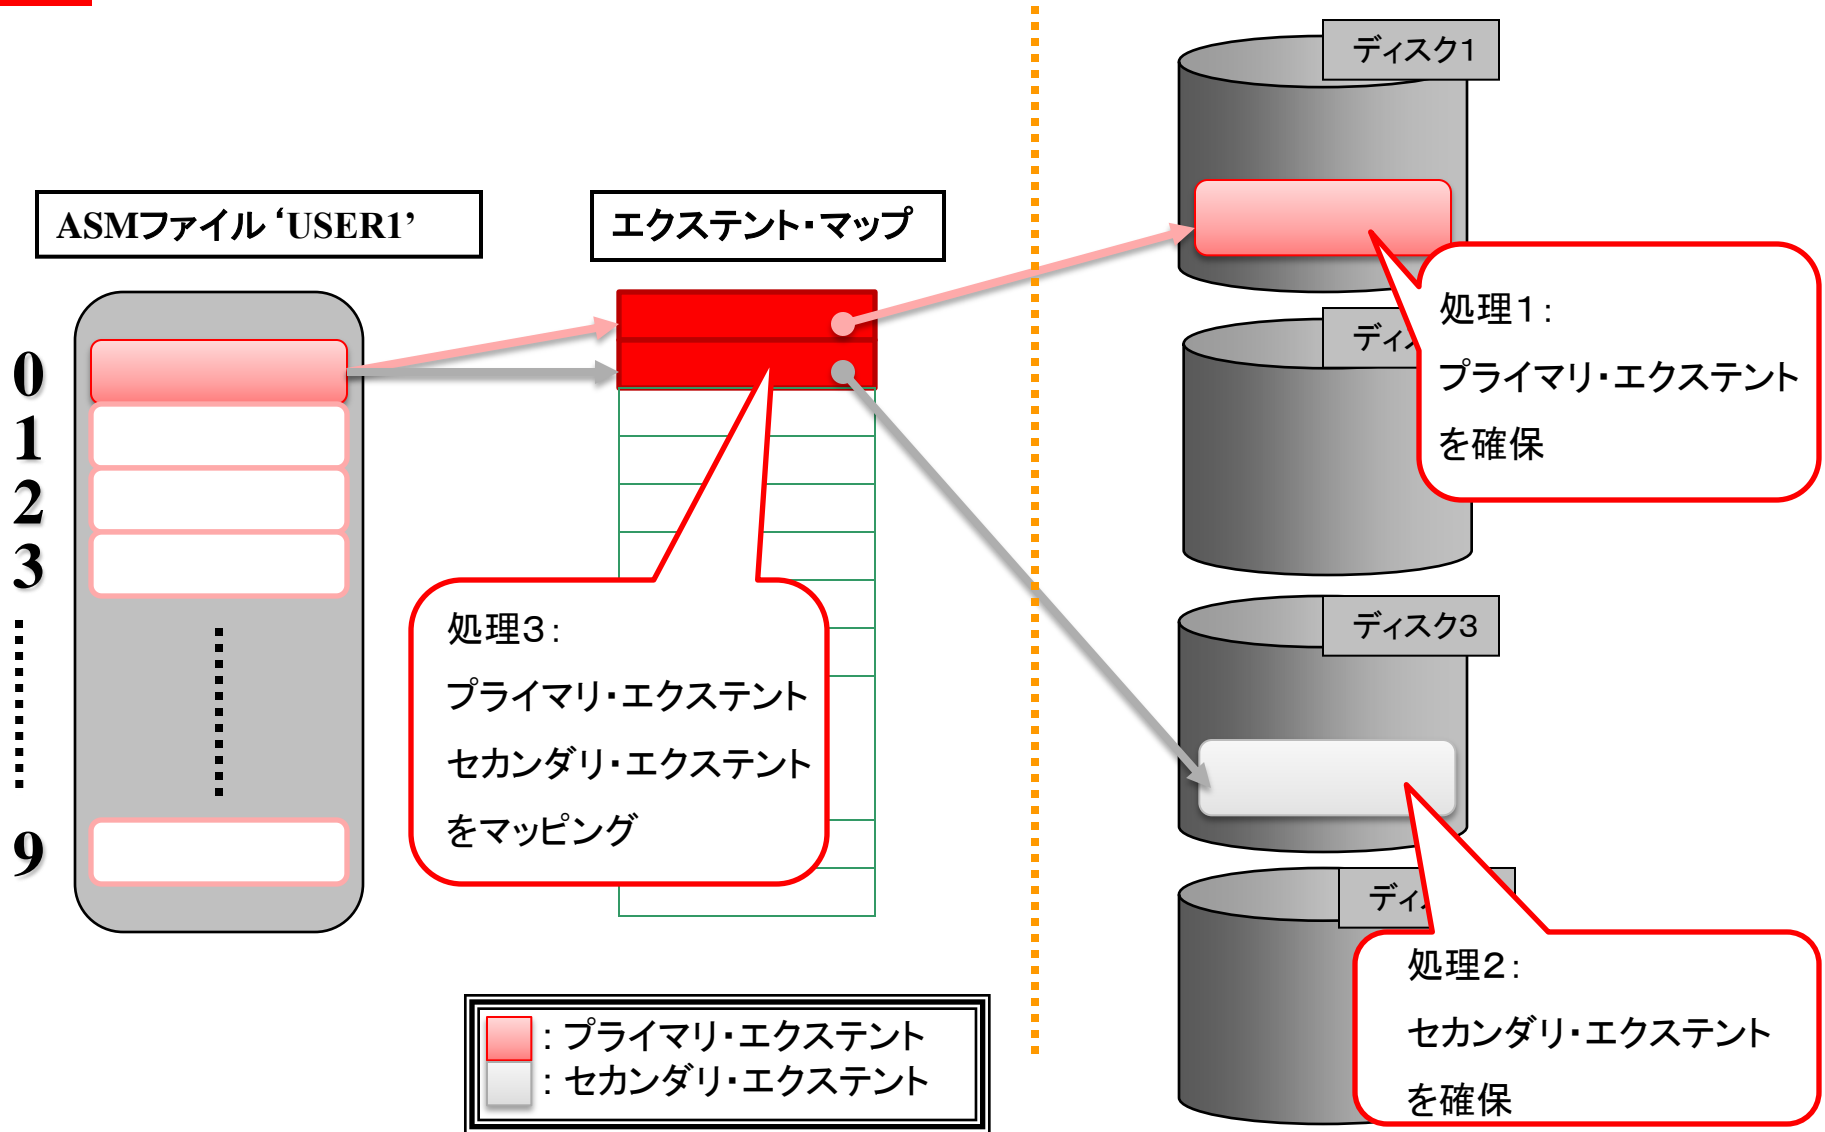 ディスク1
ASMファイル ‘USER1’
エクステント・マップ
処理１：
プライマリ・エクステント
を確保
0
1
2
3
9
処理３：
プライマリ・エクステント
セカンダリ・エクステント
をマッピング
ディスク3
処理２：
セカンダリ・エクステント
を確保
：プライマリ・エクステント
：セカンダリ・エクステント